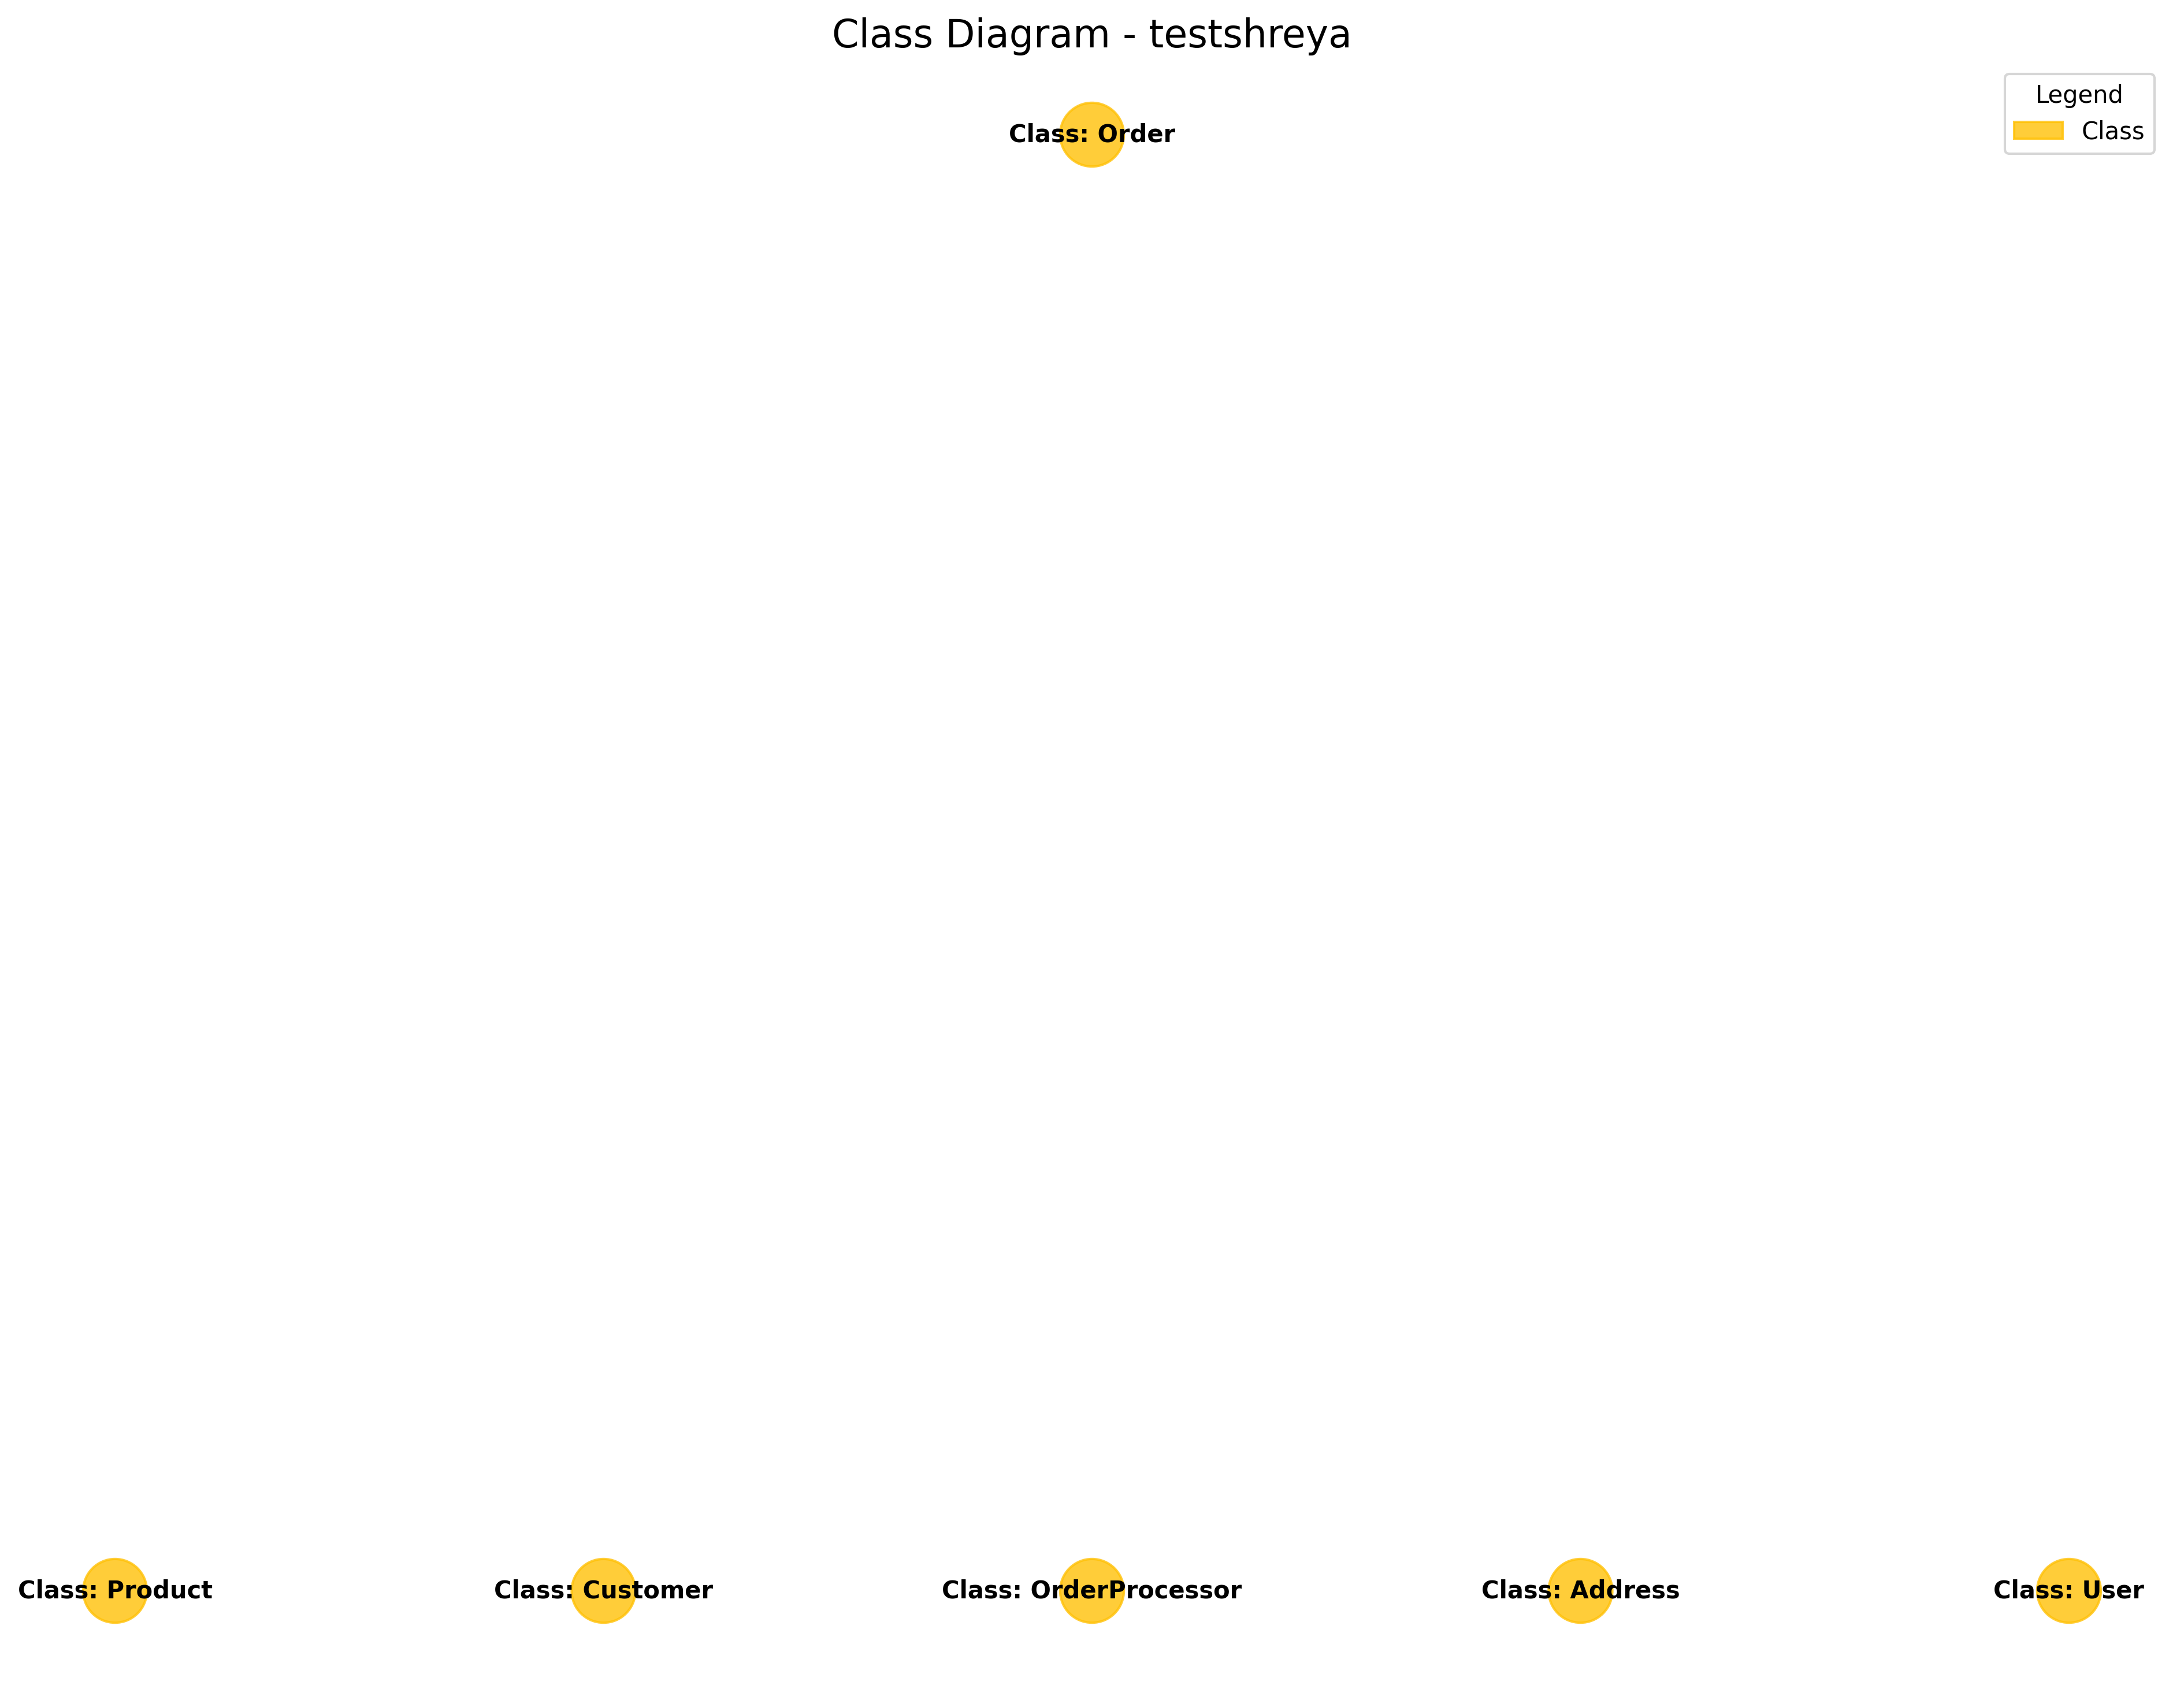 Class Diagram - testshreya
Legend
Class
Class: Order
Class: Product
Class: Customer
Class: OrderProcessor
Class: Address
Class: User